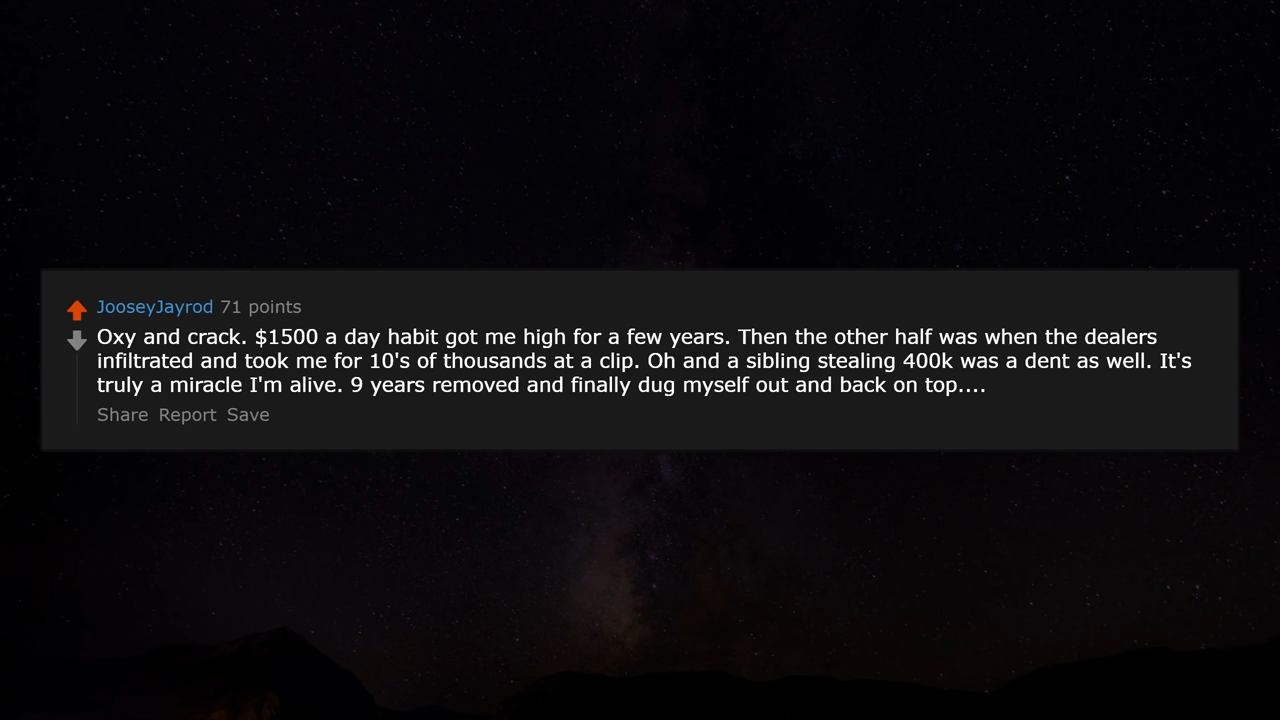 JooseyJayrod 71 points
Oxy and crack. $1500 a day habit got me high for a few years. Then the other half was when the dealers
infiltrated and took me for 10's of thousands at a clip. Oh and a sibling stealing 400k was a dent as well. It's
truly a miracle I'm alive. 9 years removed and finally dug myself out and back on top....
Share Report Save